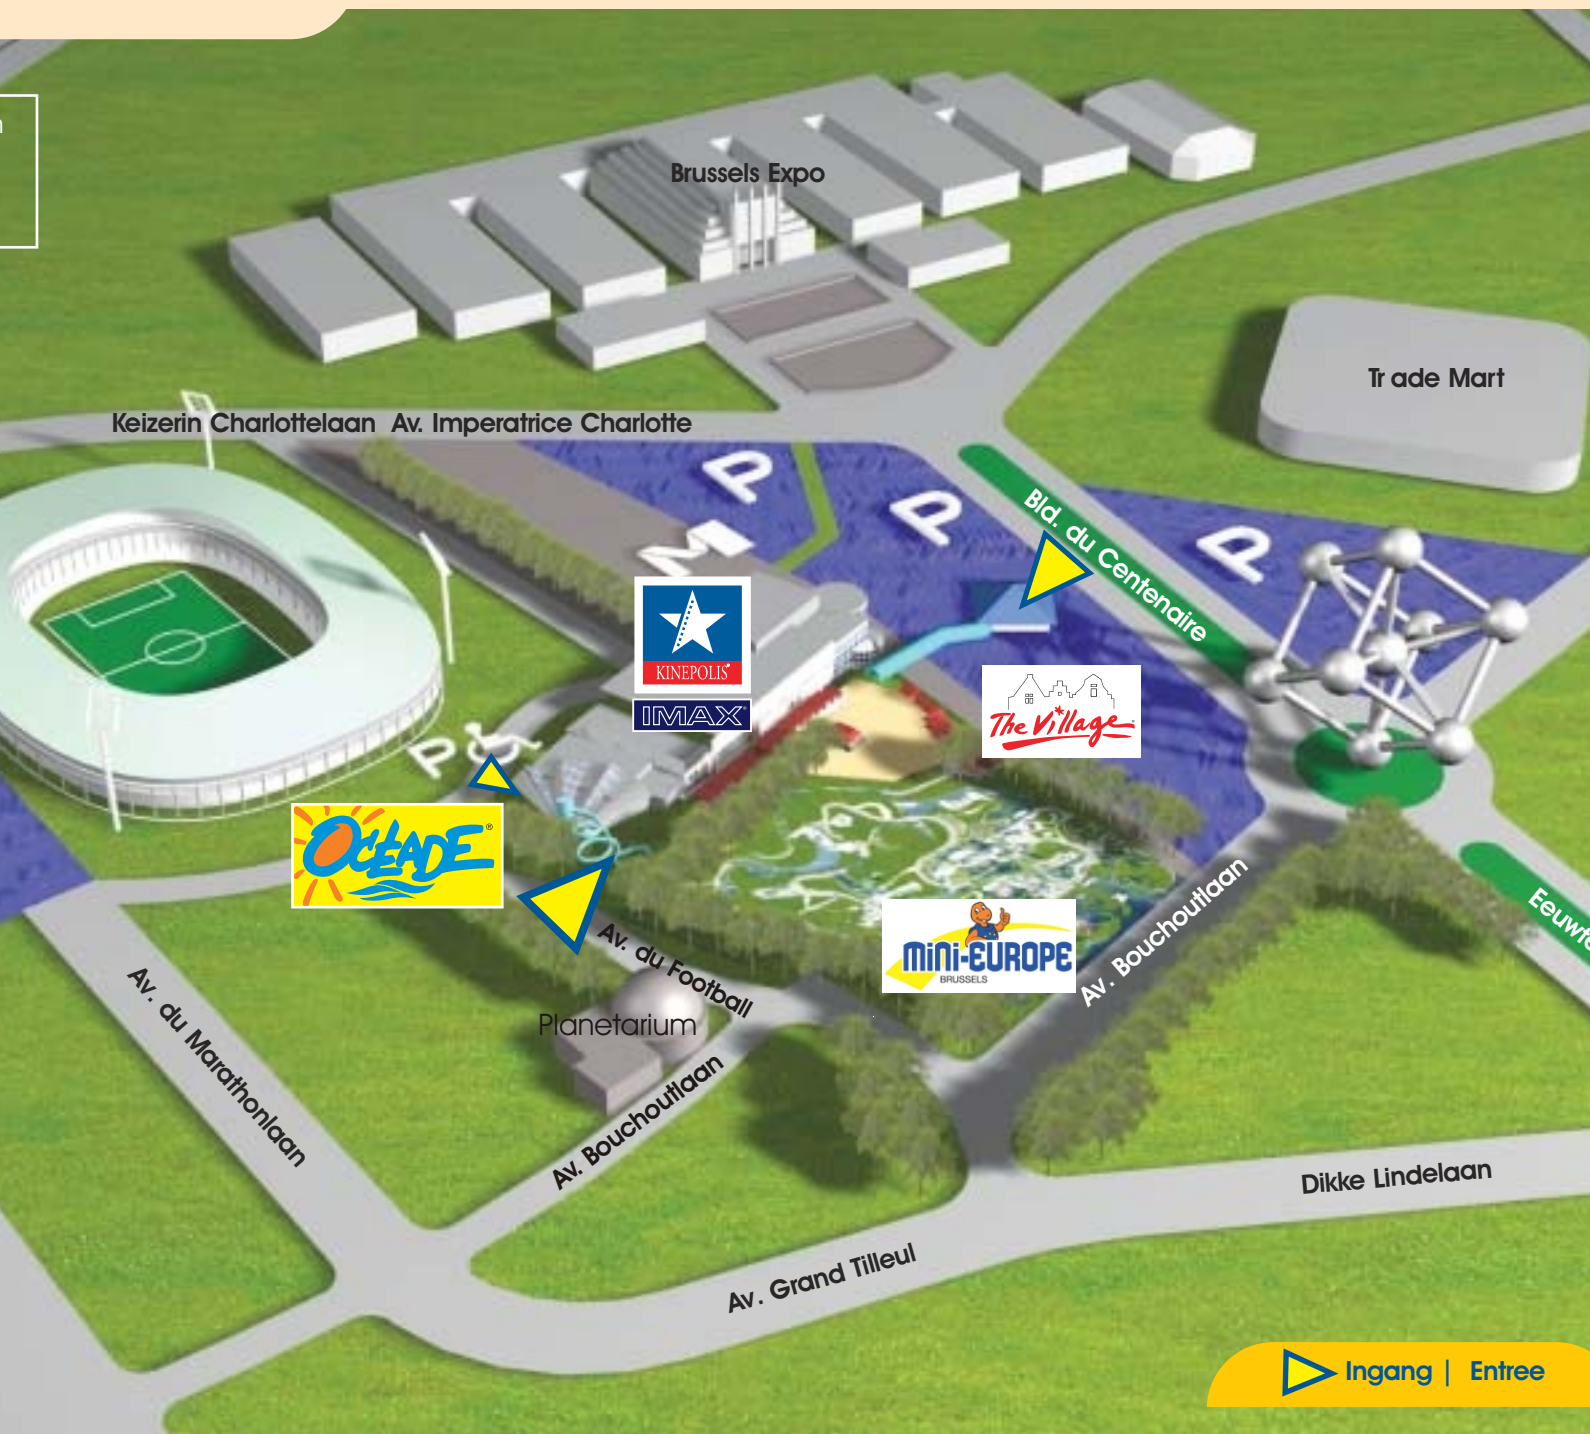 Brussels Expo
Tr ade Mart
Keizerin Charlottelaan Av. Imperatrice Charlotte
P
P
P
Bld. du Centenaire
M
KINEPOLIS
IMAX
The Village
P
OCEADE®
mini-EUROPE
BRUSSELS
Av. Bouchoutlaan
Av. du Football
Planetarium
Av. Bouchoutlaan
Av. du Marathonlaan
Dikke Lindelaan
Av. Grand Tilleul
Ingang | Entree